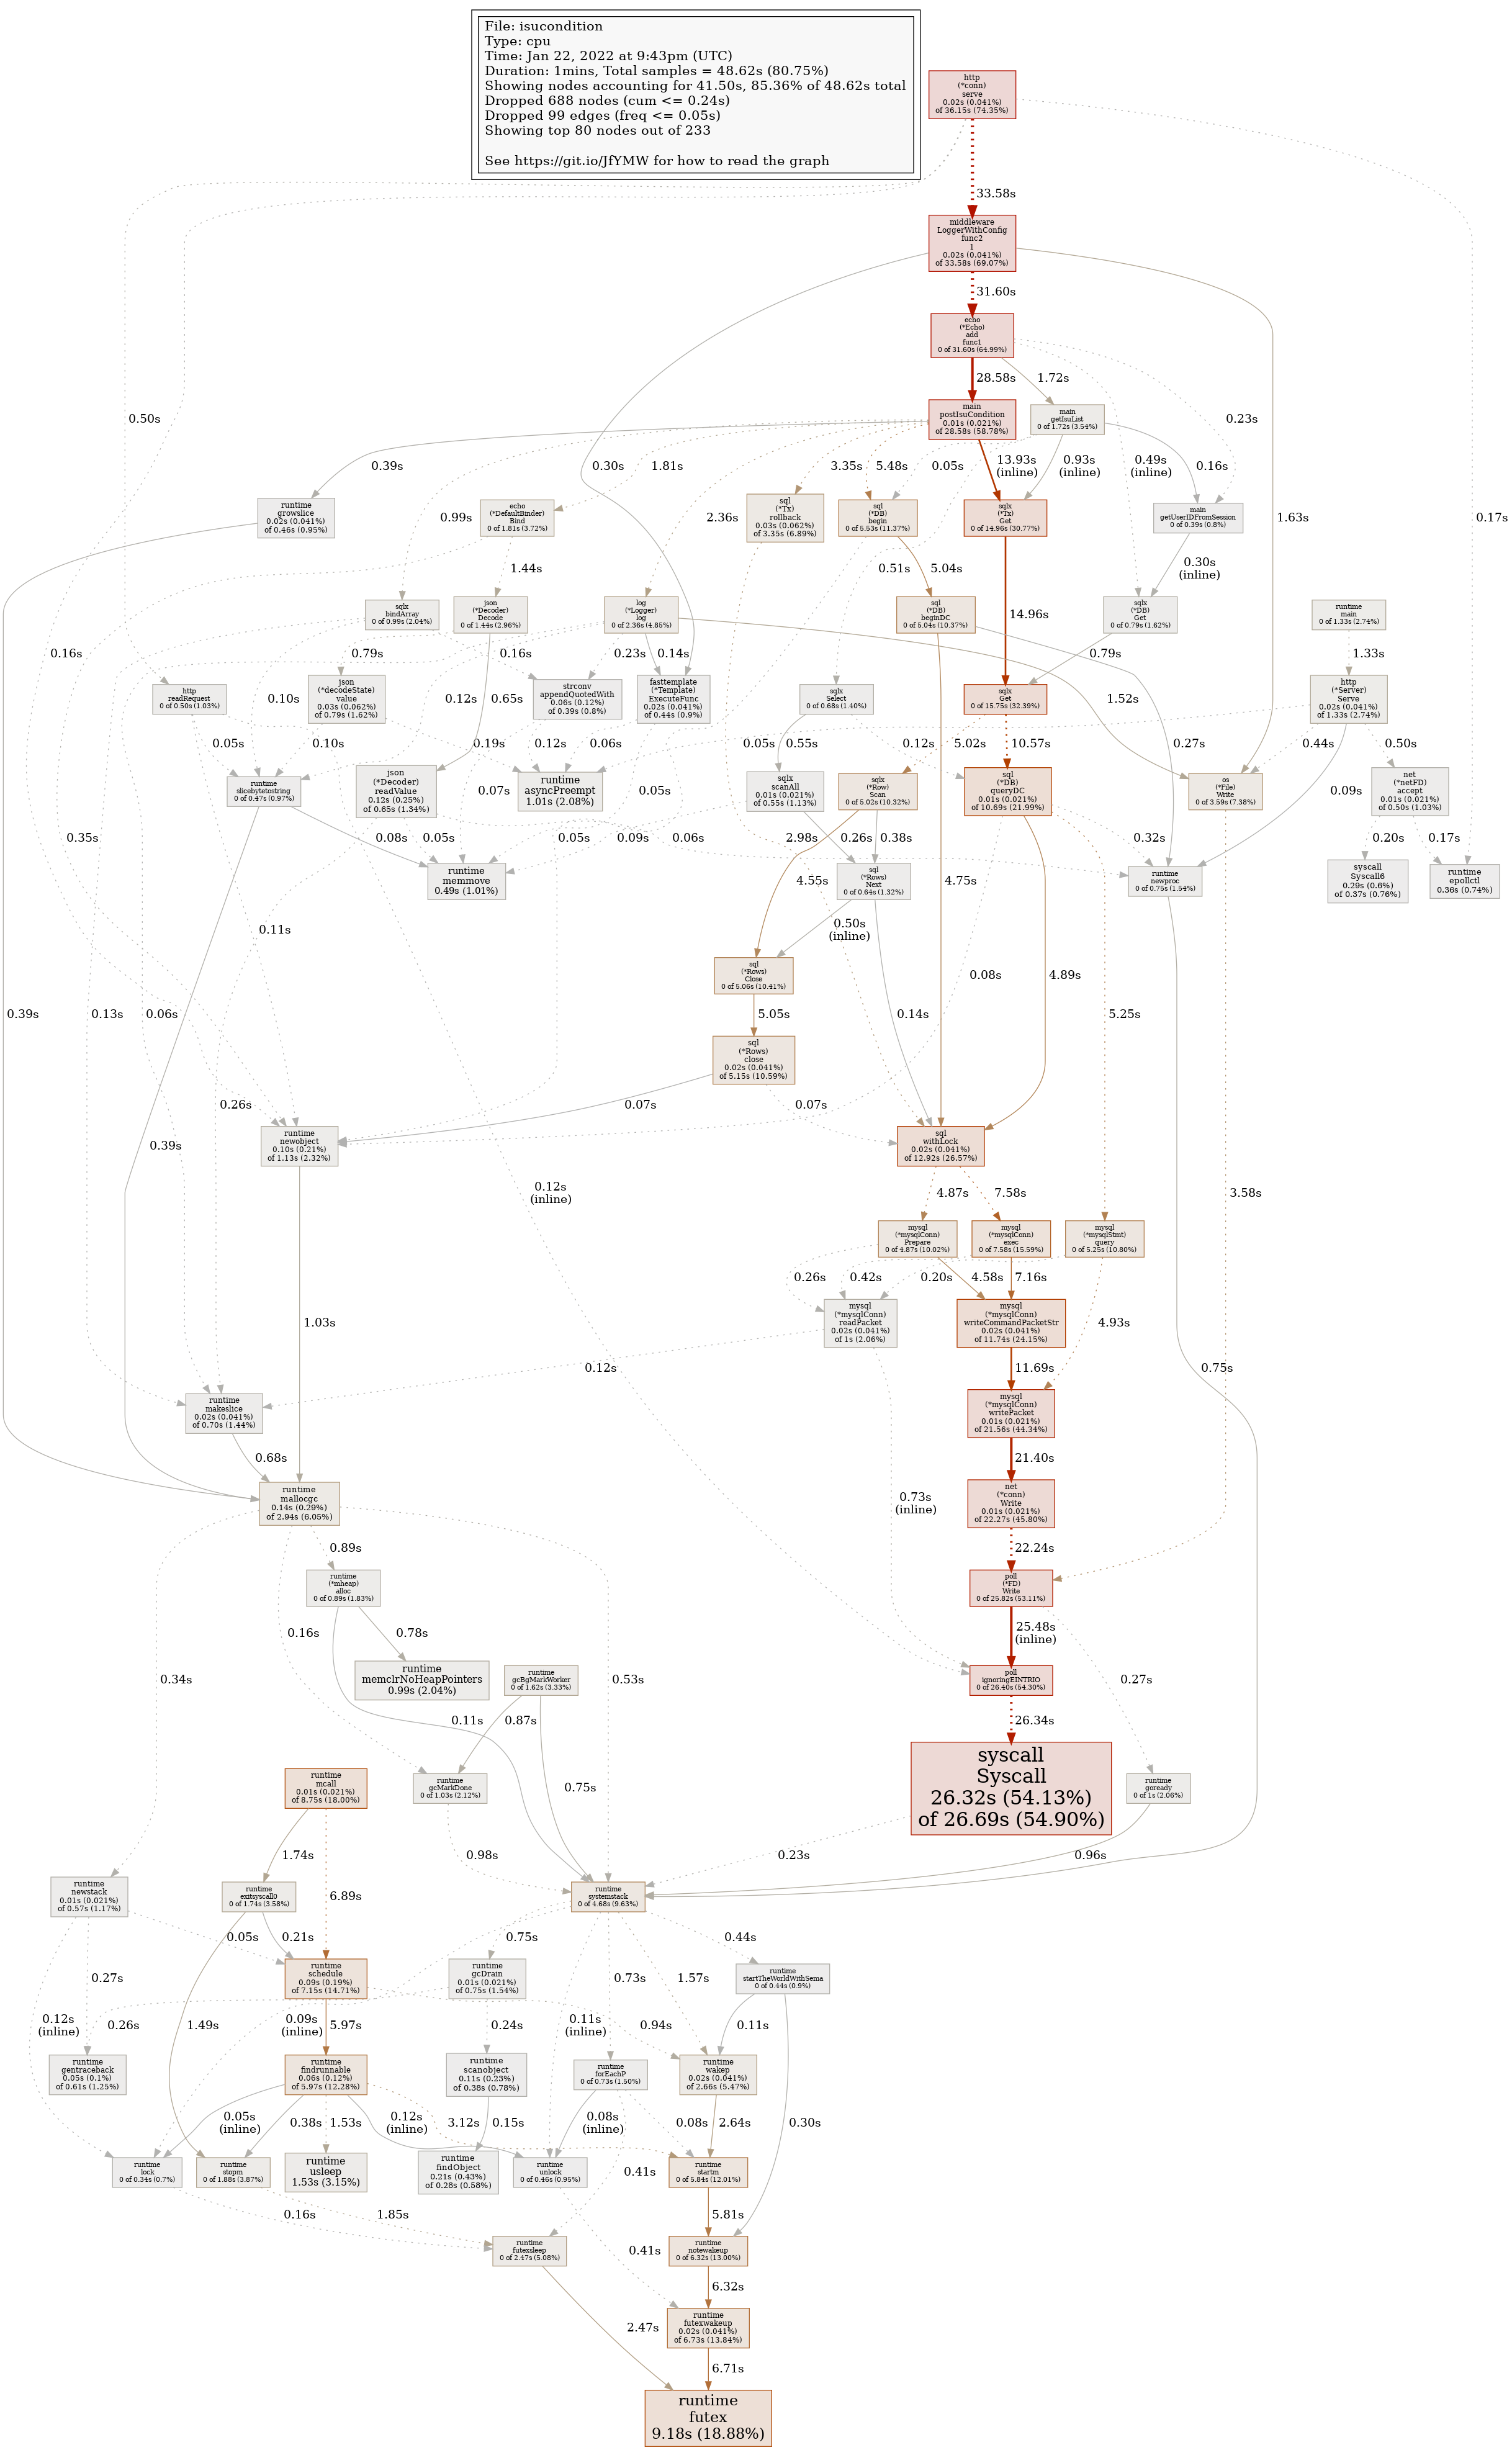 File: isucondition
Type: cpu
Time: Jan 22, 2022 at 9:43pm (UTC)
Duration: 1mins, Total samples = 48.62s (80.75%)
Showing nodes accounting for 41.50s, 85.36% of 48.62s total
Dropped 688 nodes (cum <= 0.24s)
Dropped 99 edges (freq <= 0.05s)
Showing top 80 nodes out of 233
See https://git.io/JfYMW for how to read the graph
http
(*conn)
serve
0.02s (0.041%)
of 36.15s (74.35%)
33.58s
middleware
LoggerWithConfig
func2
1
0.02s (0.041%)
of 33.58s (69.07%)
31.60s
echo
(*Echo)
add
func1
0 of 31.60s (64.99%)
28.58s
1.72s
0.50s
0.30s
0.49s
(inline)
0.23s
1.63s
0.17s
main
postIsuCondition
0.01s (0.021%)
of 28.58s (58.78%)
main
getIsuList
0 of 1.72s (3.54%)
0.39s
0.99s
1.81s
2.36s
3.35s
5.48s
0.05s
13.93s
(inline)
0.93s
(inline)
0.16s
runtime
growslice
0.02s (0.041%)
of 0.46s (0.95%)
echo
(*DefaultBinder)
Bind
0 of 1.81s (3.72%)
sql
(*Tx)
rollback
0.03s (0.062%)
of 3.35s (6.89%)
sql
(*DB)
begin
0 of 5.53s (11.37%)
sqlx
(*Tx)
Get
0 of 14.96s (30.77%)
main
getUserIDFromSession
0 of 0.39s (0.8%)
1.44s
0.51s
5.04s
14.96s
0.30s
(inline)
0.16s
sqlx
bindArray
0 of 0.99s (2.04%)
json
(*Decoder)
Decode
0 of 1.44s (2.96%)
log
(*Logger)
log
0 of 2.36s (4.85%)
sql
(*DB)
beginDC
0 of 5.04s (10.37%)
sqlx
(*DB)
Get
0 of 0.79s (1.62%)
runtime
main
0 of 1.33s (2.74%)
0.79s
0.16s
0.23s
0.14s
0.79s
1.33s
http
readRequest
0 of 0.50s (1.03%)
json
(*decodeState)
value
0.03s (0.062%)
of 0.79s (1.62%)
strconv
appendQuotedWith
0.06s (0.12%)
of 0.39s (0.8%)
fasttemplate
(*Template)
ExecuteFunc
0.02s (0.041%)
of 0.44s (0.9%)
sqlx
Select
0 of 0.68s (1.40%)
sqlx
Get
0 of 15.75s (32.39%)
http
(*Server)
Serve
0.02s (0.041%)
of 1.33s (2.74%)
0.10s
0.12s
0.65s
1.52s
0.05s
0.10s
0.19s
0.12s
0.06s
0.05s
0.55s
0.12s
5.02s
10.57s
0.27s
0.44s
0.50s
runtime
slicebytetostring
0 of 0.47s (0.97%)
json
(*Decoder)
readValue
0.12s (0.25%)
of 0.65s (1.34%)
runtime
asyncPreempt
1.01s (2.08%)
sqlx
scanAll
0.01s (0.021%)
of 0.55s (1.13%)
sqlx
(*Row)
Scan
0 of 5.02s (10.32%)
sql
(*DB)
queryDC
0.01s (0.021%)
of 10.69s (21.99%)
os
(*File)
Write
0 of 3.59s (7.38%)
net
(*netFD)
accept
0.01s (0.021%)
of 0.50s (1.03%)
0.35s
0.07s
0.05s
0.09s
0.08s
0.05s
0.05s
0.09s
0.06s
2.98s
0.26s
0.38s
0.32s
0.20s
0.17s
runtime
memmove
0.49s (1.01%)
sql
(*Rows)
Next
0 of 0.64s (1.32%)
runtime
newproc
0 of 0.75s (1.54%)
syscall
Syscall6
0.29s (0.6%)
of 0.37s (0.76%)
runtime
epollctl
0.36s (0.74%)
4.55s
4.75s
0.11s
0.50s
(inline)
0.08s
4.89s
sql
(*Rows)
Close
0 of 5.06s (10.41%)
0.39s
0.13s
0.06s
5.05s
0.14s
5.25s
sql
(*Rows)
close
0.02s (0.041%)
of 5.15s (10.59%)
0.26s
0.07s
0.07s
0.39s
runtime
newobject
0.10s (0.21%)
of 1.13s (2.32%)
sql
withLock
0.02s (0.041%)
of 12.92s (26.57%)
0.12s
(inline)
4.87s
7.58s
3.58s
mysql
(*mysqlConn)
Prepare
0 of 4.87s (10.02%)
mysql
(*mysqlConn)
exec
0 of 7.58s (15.59%)
mysql
(*mysqlStmt)
query
0 of 5.25s (10.80%)
0.26s
0.42s
0.20s
4.58s
7.16s
1.03s
mysql
(*mysqlConn)
readPacket
0.02s (0.041%)
of 1s (2.06%)
mysql
(*mysqlConn)
writeCommandPacketStr
0.02s (0.041%)
of 11.74s (24.15%)
4.93s
0.12s
11.69s
0.75s
runtime
makeslice
0.02s (0.041%)
of 0.70s (1.44%)
mysql
(*mysqlConn)
writePacket
0.01s (0.021%)
of 21.56s (44.34%)
0.68s
21.40s
runtime
mallocgc
0.14s (0.29%)
of 2.94s (6.05%)
0.73s
(inline)
net
(*conn)
Write
0.01s (0.021%)
of 22.27s (45.80%)
0.89s
22.24s
runtime
(*mheap)
alloc
0 of 0.89s (1.83%)
poll
(*FD)
Write
0 of 25.82s (53.11%)
0.16s
0.78s
25.48s
(inline)
0.34s
runtime
memclrNoHeapPointers
0.99s (2.04%)
runtime
gcBgMarkWorker
0 of 1.62s (3.33%)
0.53s
poll
ignoringEINTRIO
0 of 26.40s (54.30%)
0.27s
0.11s
0.87s
26.34s
runtime
mcall
0.01s (0.021%)
of 8.75s (18.00%)
runtime
gcMarkDone
0 of 1.03s (2.12%)
0.75s
syscall
Syscall
26.32s (54.13%)
of 26.69s (54.90%)
runtime
goready
0 of 1s (2.06%)
1.74s
0.98s
0.23s
0.96s
runtime
newstack
0.01s (0.021%)
of 0.57s (1.17%)
runtime
exitsyscall0
0 of 1.74s (3.58%)
6.89s
runtime
systemstack
0 of 4.68s (9.63%)
0.05s
0.21s
0.75s
0.44s
0.27s
runtime
schedule
0.09s (0.19%)
of 7.15s (14.71%)
runtime
gcDrain
0.01s (0.021%)
of 0.75s (1.54%)
0.73s
1.57s
runtime
startTheWorldWithSema
0 of 0.44s (0.9%)
0.12s
(inline)
0.26s
1.49s
0.09s
(inline)
5.97s
0.24s
0.11s
(inline)
0.94s
0.11s
runtime
gentraceback
0.05s (0.1%)
of 0.61s (1.25%)
runtime
findrunnable
0.06s (0.12%)
of 5.97s (12.28%)
runtime
scanobject
0.11s (0.23%)
of 0.38s (0.78%)
runtime
forEachP
0 of 0.73s (1.50%)
runtime
wakep
0.02s (0.041%)
of 2.66s (5.47%)
0.05s
(inline)
0.38s
1.53s
0.12s
(inline)
3.12s
0.15s
0.08s
(inline)
0.08s
2.64s
0.30s
runtime
lock
0 of 0.34s (0.7%)
runtime
stopm
0 of 1.88s (3.87%)
runtime
usleep
1.53s (3.15%)
runtime
findObject
0.21s (0.43%)
of 0.28s (0.58%)
runtime
unlock
0 of 0.46s (0.95%)
0.41s
runtime
startm
0 of 5.84s (12.01%)
0.16s
1.85s
5.81s
runtime
futexsleep
0 of 2.47s (5.08%)
0.41s
runtime
notewakeup
0 of 6.32s (13.00%)
6.32s
2.47s
runtime
futexwakeup
0.02s (0.041%)
of 6.73s (13.84%)
6.71s
runtime
futex
9.18s (18.88%)